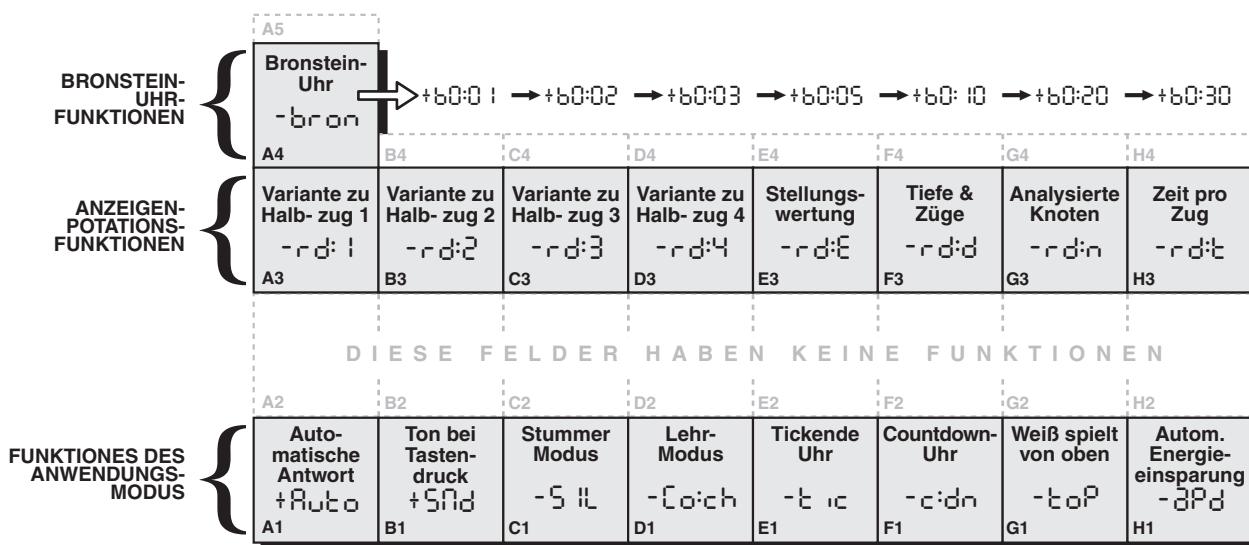 A5
BRONSTEIN-
UHR-
FUNKTIONEN
Bronstein-
Uhr
-bron
A4
+b0:01 → +b0:02 → +b0:03 → +b0:05 → +b0:10 → +b0:20 → +b0:30
B4 C4 D4 E4 F4 G4 H4
ANZEIGEN-
POTATIONS-
FUNKTIONEN
Variante zu
Halb- zug 1
-rd:1
A3
Variante zu
Halb- zug 2
-rd:2
B3
Variante zu
Halb- zug 3
-rd:3
C3
Variante zu
Halb- zug 4
-rd:4
D3
Stellungs-
wertung
-rd:E
E3
Tiefe &
Züge
-rd:d
F3
Analysierte
Knoten
-rd:n
G3
Zeit pro
Zug
-rd:t
H3
DIESE FELDER HABEN KEINE FUNKTIONEN
A2 B2 C2 D2 E2 F2 G2 H2
FUNKTIONES DES
ANWENDUNGS-
MODUS
Auto-
matische
Antwort
+Auto
A1
Ton bei
Tasten-
druck
+SNd
B1
Stummer
Modus
-SIL
C1
Lehr-
Modus
-Co:ch
D1
Tickende
Uhr
-tic
E1
Countdown-
Uhr
-c:dn
F1
Weiß spielt
von oben
-toP
G1
Autom.
Energie-
einsparung
-APd
H1